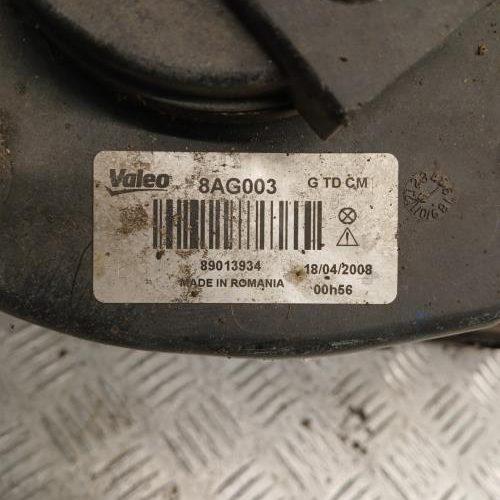 Valeo 8AG003 G TD CM
89013934 18/04/2008
MADE IN ROMANIA 00h56